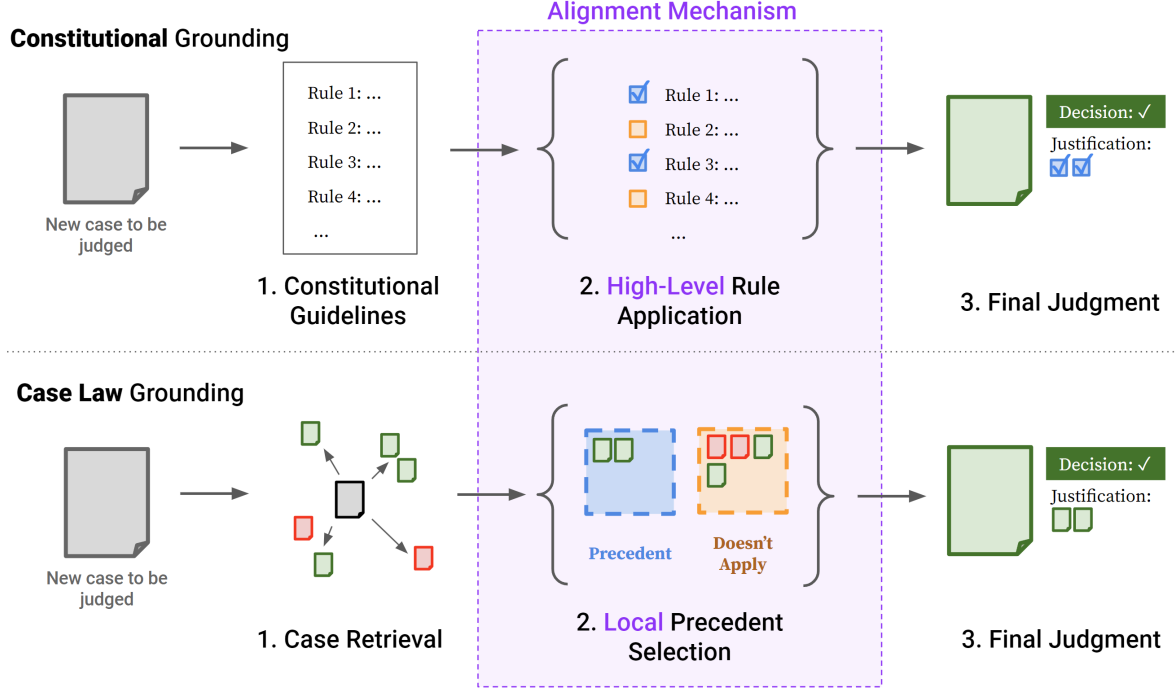 Alignment Mechanism
Constitutional Grounding
New case to be
judged
Rule 1: ...
Rule 2: ...
Rule 3: ...
Rule 4: ...
...
1. Constitutional
Guidelines
Rule 1: ...
Rule 2: ...
Rule 3: ...
Rule 4: ...
...
2. High-Level Rule
Application
Decision: ✓
Justification:
3. Final Judgment
Case Law Grounding
New case to be
judged
1. Case Retrieval
Precedent
Doesn't
Apply
2. Local Precedent
Selection
Decision: ✓
Justification:
3. Final Judgment